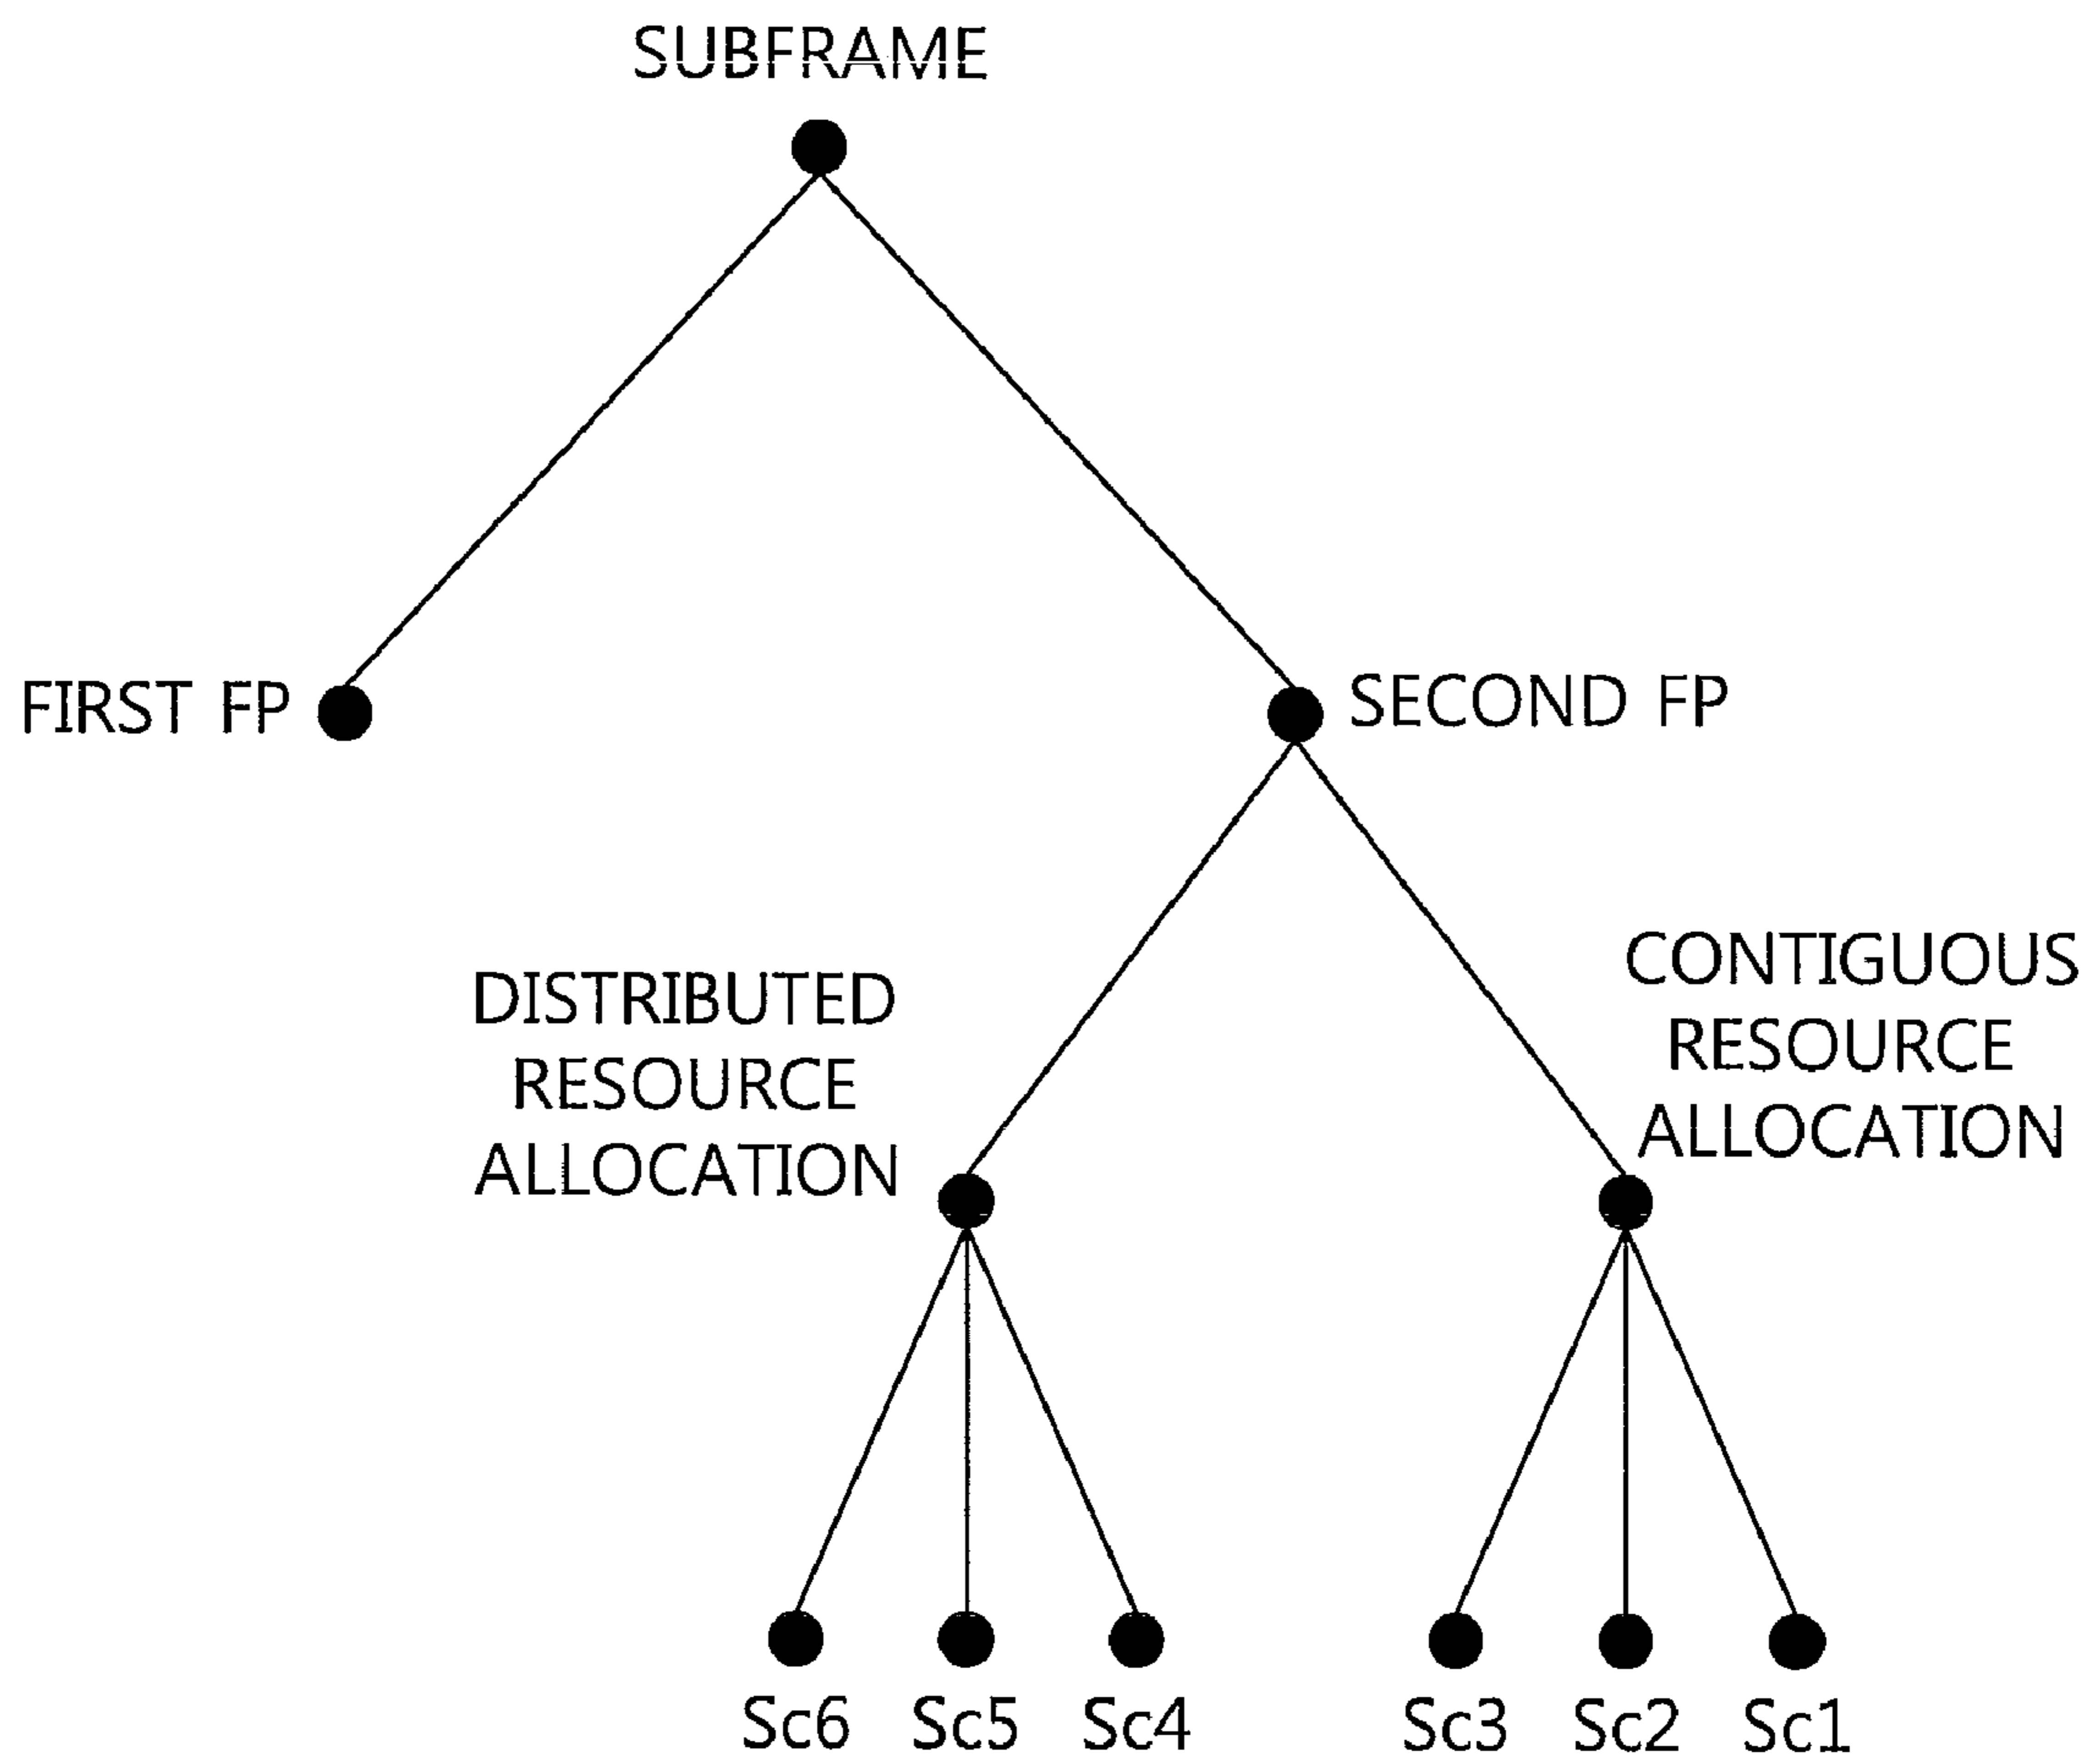 SUBFRAME
FIRST FP
SECOND FP
DISTRIBUTED
RESOURCE
ALLOCATION
CONTIGUOUS
RESOURCE
ALLOCATION
Sc6
Sc5
Sc4
Sc3
Sc2
Sc1